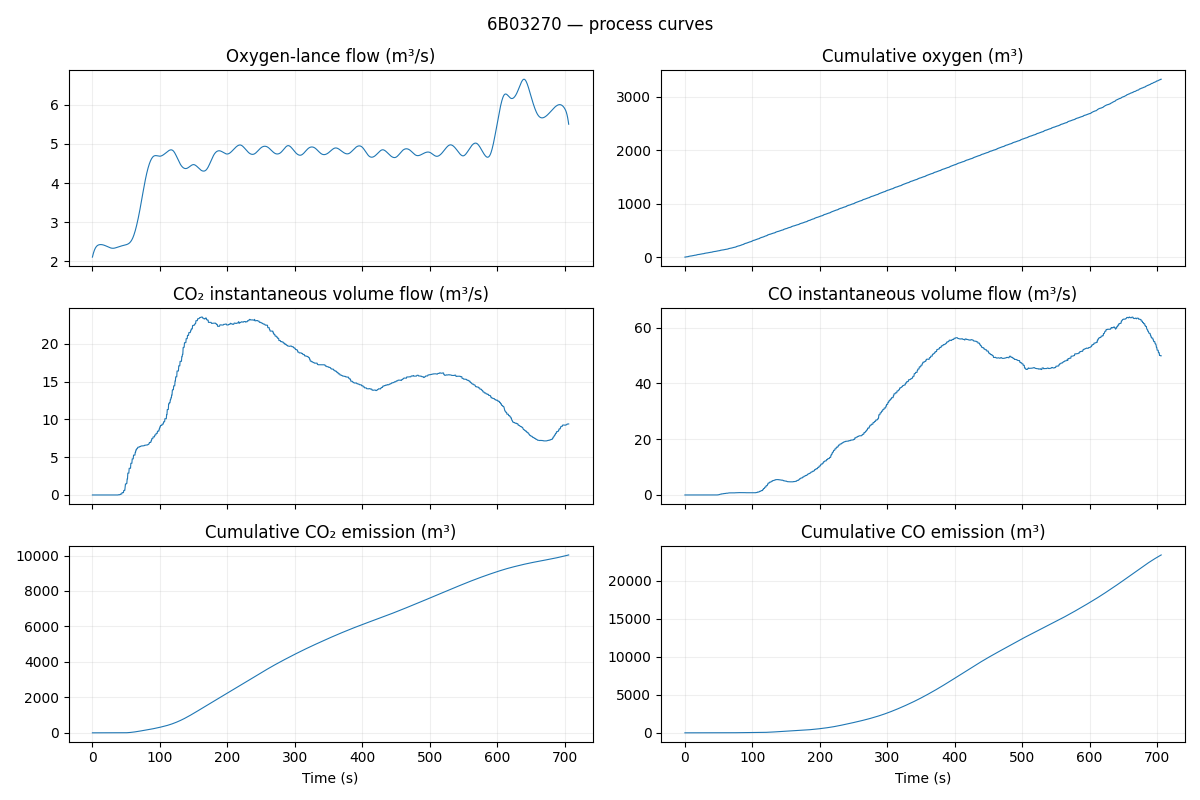 6B03270 — process curves
Oxygen-lance flow (m³/s)
6
5
4
3
2
Cumulative oxygen (m³)
3000
2000
1000
0
CO₂ instantaneous volume flow (m³/s)
20
15
10
5
0
CO instantaneous volume flow (m³/s)
60
40
20
0
Cumulative CO₂ emission (m³)
10000
8000
6000
4000
2000
0
0 100 200 300 400 500 600 700
Time (s)
Cumulative CO emission (m³)
20000
15000
10000
5000
0
0 100 200 300 400 500 600 700
Time (s)